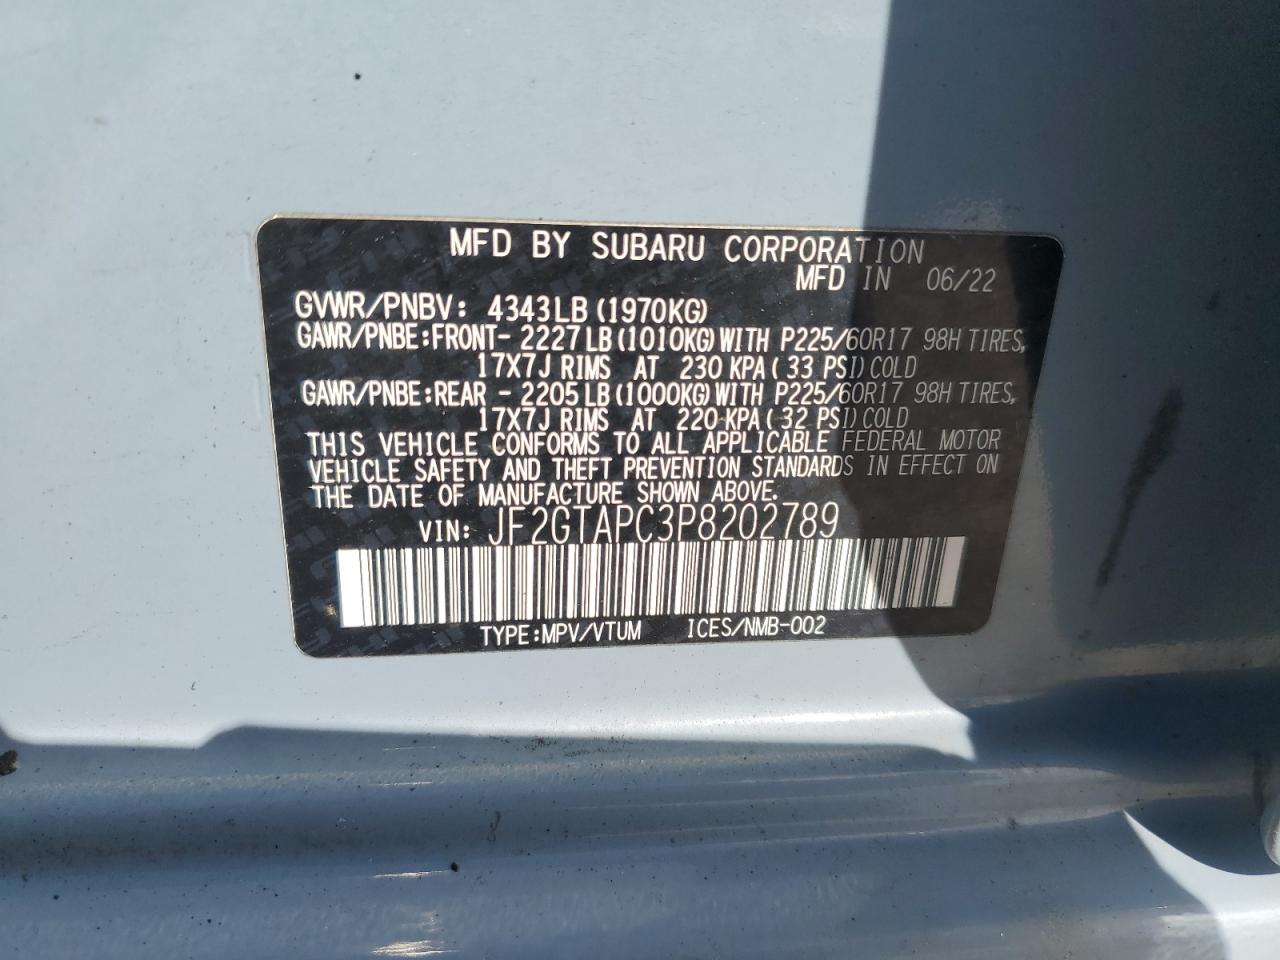 MFD BY SUBARU CORPORATION
MFD IN 06/22
GVWR/PNBV: 4343LB (1970KG)
GAWR/PNBE:FRONT- 2227LB(1010KG)WITH P225/60R17 98H TIRES,
17X7J RIMS AT 230 KPA( 33 PSI)COLD
GAWR/PNBE:REAR - 2205LB(1000KG)WITH P225/60R17 98H TIRES,
17X7J RIMS AT 220 KPA( 32 PSI)COLD
THIS VEHICLE CONFORMS TO ALL APPLICABLE FEDERAL MOTOR
VEHICLE SAFETY AND THEFT PREVENTION STANDARDS IN EFFECT ON
THE DATE OF MANUFACTURE SHOWN ABOVE.
VIN: JF2GTAPC3P8202789
TYPE:MPV/VTUM ICES/NMB-002